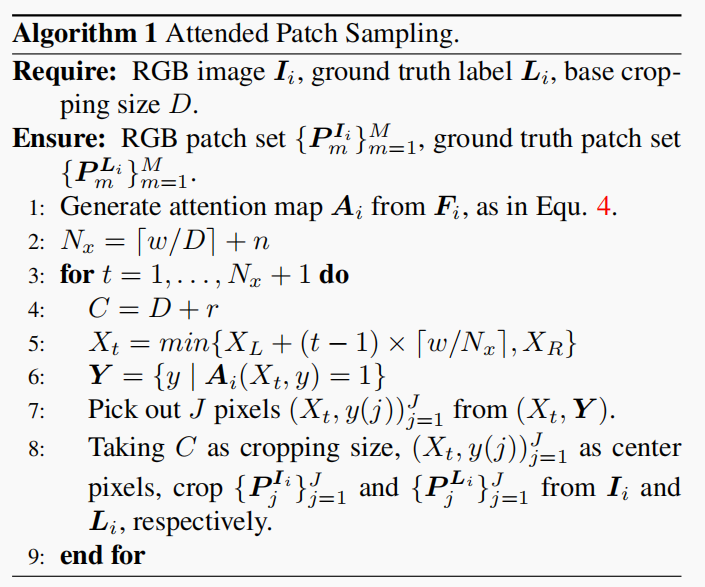 Algorithm 1 Attended Patch Sampling.
Require: RGB image $\boldsymbol{I}_i$, ground truth label $\boldsymbol{L}_i$, base crop-
ping size $D$.
Ensure: RGB patch set $\{\boldsymbol{P}_m^{\boldsymbol{I}_i}\}_{m=1}^{M}$, ground truth patch set
$\{\boldsymbol{P}_m^{\boldsymbol{L}_i}\}_{m=1}^{M}$.
1: Generate attention map $\boldsymbol{A}_i$ from $\boldsymbol{F}_i$, as in Equ. 4.
2: $N_x = \lceil w/D \rceil + n$
3: for $t = 1, \ldots, N_x + 1$ do
4: $C = D + r$
5: $X_t = min\{X_L + (t-1) \times \lceil w/N_x \rceil, X_R\}$
6: $\boldsymbol{Y} = \{y \mid \boldsymbol{A}_i(X_t, y) = 1\}$
7: Pick out $J$ pixels $(X_t, y(j))_{j=1}^{J}$ from $(X_t, \boldsymbol{Y})$.
8: Taking $C$ as cropping size, $(X_t, y(j))_{j=1}^{J}$ as center
pixels, crop $\{\boldsymbol{P}_j^{\boldsymbol{I}_i}\}_{j=1}^{J}$ and $\{\boldsymbol{P}_j^{\boldsymbol{L}_i}\}_{j=1}^{J}$ from $\boldsymbol{I}_i$ and
$\boldsymbol{L}_i$, respectively.
9: end for